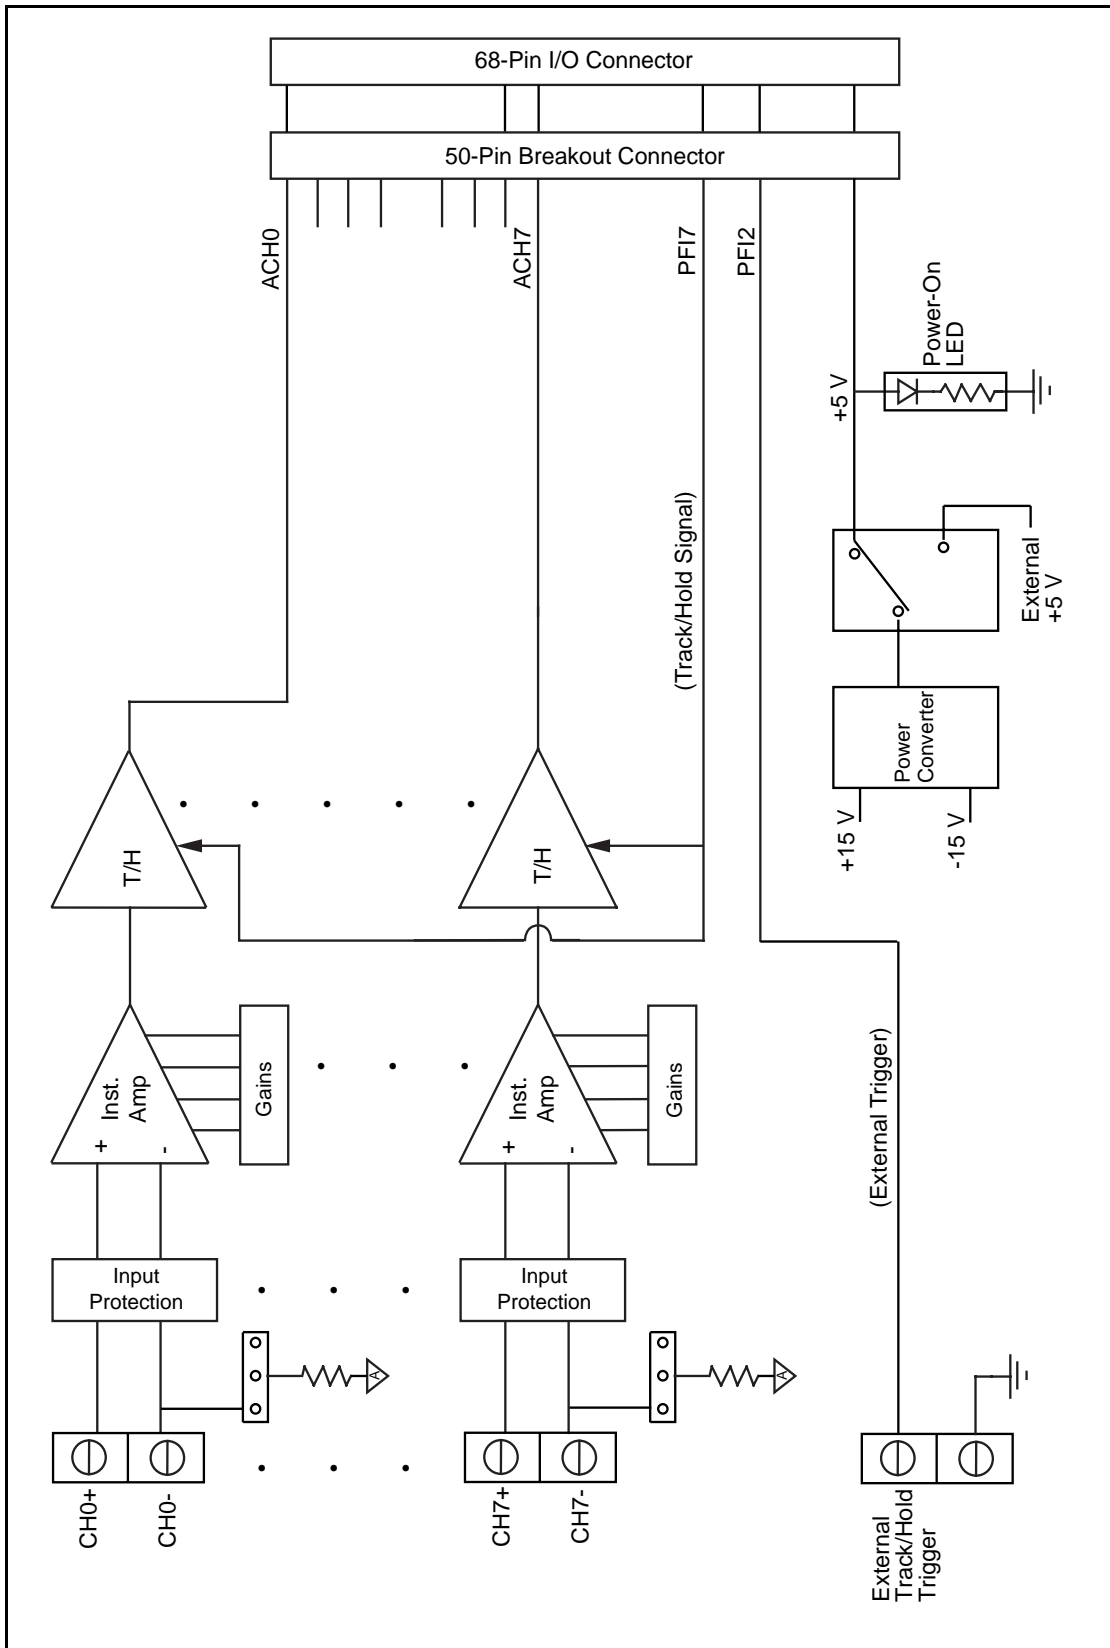 68-Pin I/O Connector
50-Pin Breakout Connector
ACH0
ACH7
PFI7
PFI2
+5 V
Power-On
LED
(Track/Hold Signal)
External
+5 V
Power
Converter
+15 V
-15 V
T/H
T/H
Inst.
Amp
+
-
Gains
Inst.
Amp
+
-
Gains
(External Trigger)
Input
Protection
Input
Protection
A
A
CH0+
CH0-
CH7+
CH7-
External
Track/Hold
Trigger